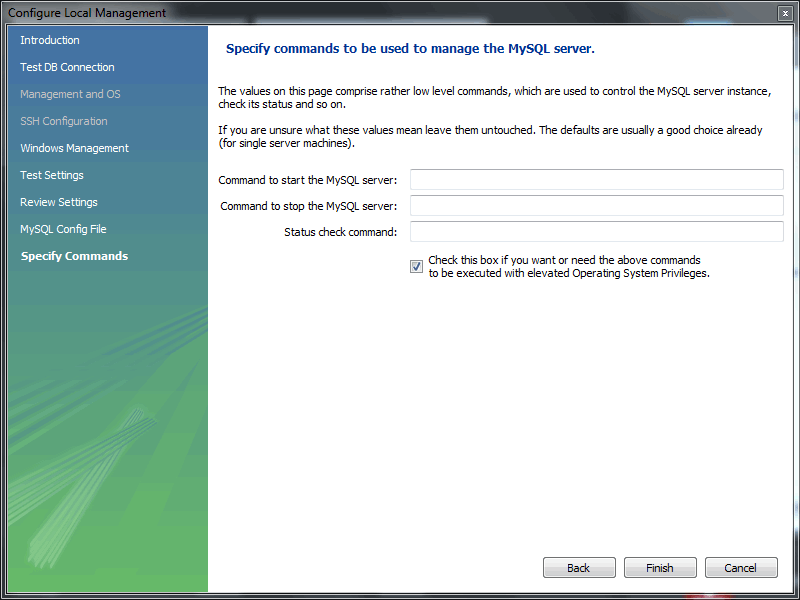 Configure Local Management
Introduction
Test DB Connection
Management and OS
SSH Configuration
Windows Management
Test Settings
Review Settings
MySQL Config File
Specify Commands
Specify commands to be used to manage the MySQL server.
The values on this page comprise rather low level commands, which are used to control the MySQL server instance,
check its status and so on.
If you are unsure what these values mean leave them untouched. The defaults are usually a good choice already
(for single server machines).
Command to start the MySQL server:
Command to stop the MySQL server:
Status check command:
Check this box if you want or need the above commands
to be executed with elevated Operating System Privileges.
Back
Finish
Cancel